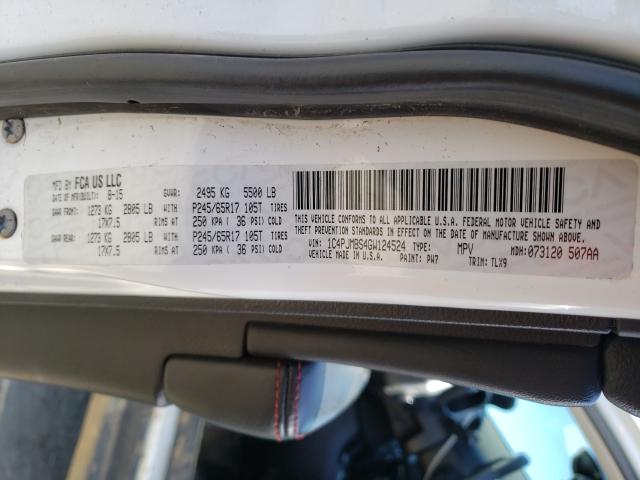 MFD BY FCA US LLC
DATE OF MFR/BUILT: 8-15 GVWR: 2495 KG 5500 LB
GAWR FRONT: 1273 KG 2805 LB WITH P245/65R17 105T TIRES
17X7.5 RIMS AT 250 KPA ( 36 PSI) COLD
GAWR REAR: 1273 KG 2805 LB WITH P245/65R17 105T TIRES
17X7.5 RIMS AT 250 KPA ( 36 PSI) COLD
THIS VEHICLE CONFORMS TO ALL APPLICABLE U.S.A. FEDERAL MOTOR VEHICLE SAFETY AND
THEFT PREVENTION STANDARDS IN EFFECT ON THE DATE OF MANUFACTURE SHOWN ABOVE.
VIN: 1C4PJMBS4GW124524 TYPE: MPV MDH: 073120 507AA
VEHICLE MADE IN U.S.A. PAINT: PW7 TRIM: TLX9